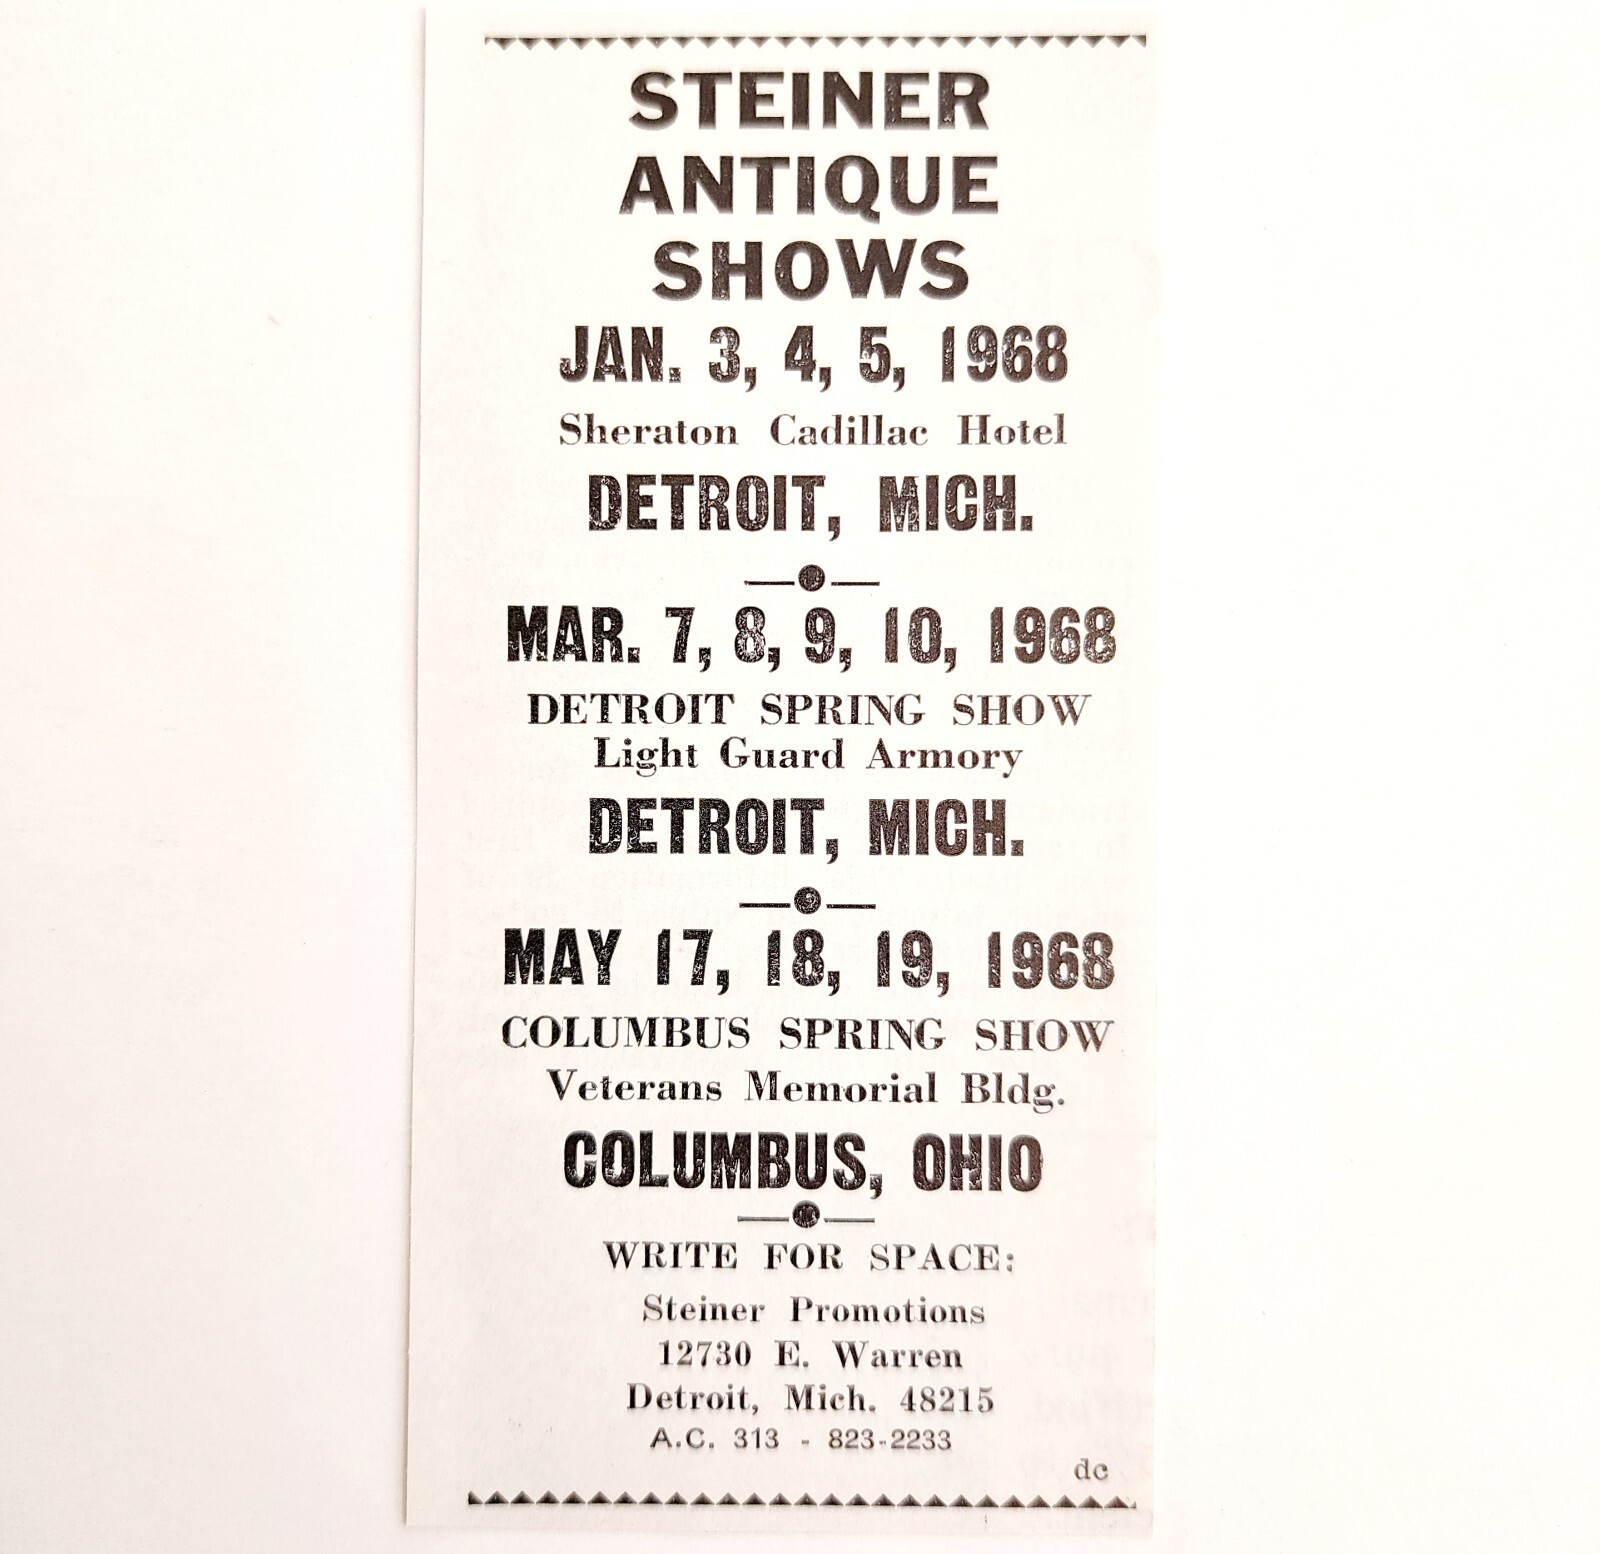 STEINER
ANTIQUE
SHOWS
JAN. 3, 4, 5, 1968
Sheraton Cadillac Hotel
DETROIT, MICH.
MAR. 7, 8, 9, 10, 1968
DETROIT SPRING SHOW
Light Guard Armory
DETROIT, MICH.
MAY 17, 18, 19, 1968
COLUMBUS SPRING SHOW
Veterans Memorial Bldg.
COLUMBUS, OHIO
WRITE FOR SPACE:
Steiner Promotions
12730 E. Warren
Detroit, Mich. 48215
A.C. 313 - 823-2233
dc